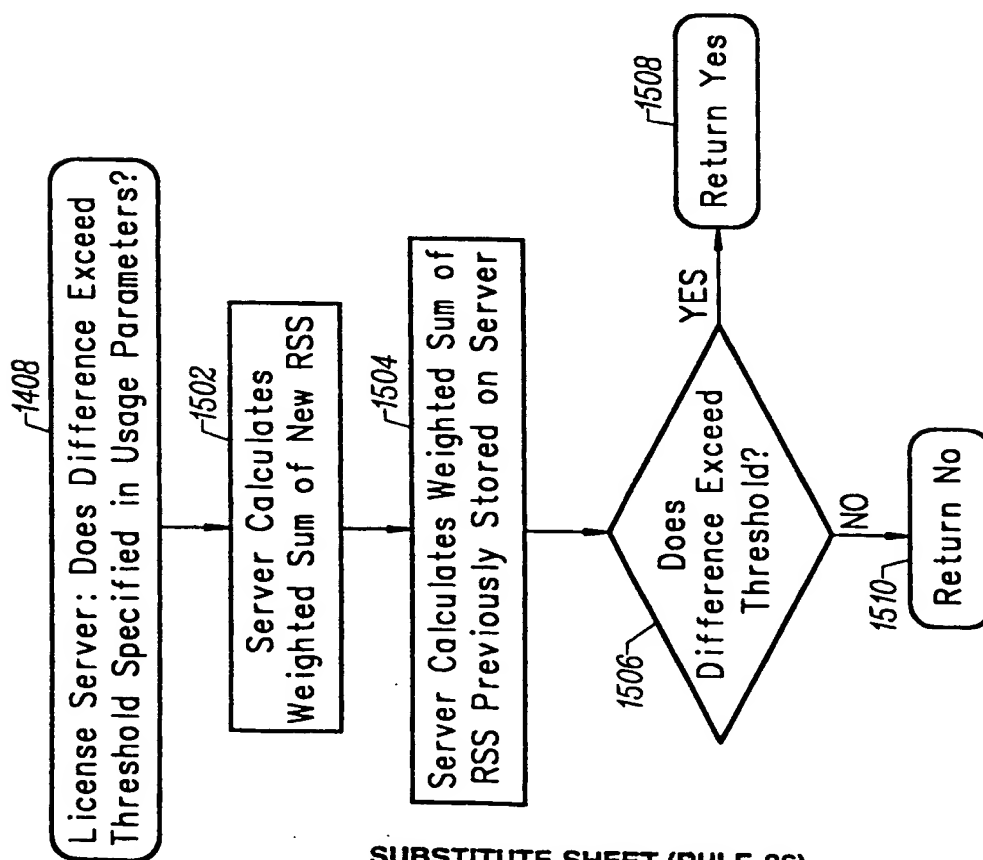 1408
License Server: Does Difference Exceed
Threshold Specified in Usage Parameters?
1502
Server Calculates
Weighted Sum of New RSS
1504
Server Calculates Weighted Sum of
RSS Previously Stored on Server
1506
Does
Difference Exceed
Threshold?
YES
1508
Return Yes
NO
1510
Return No